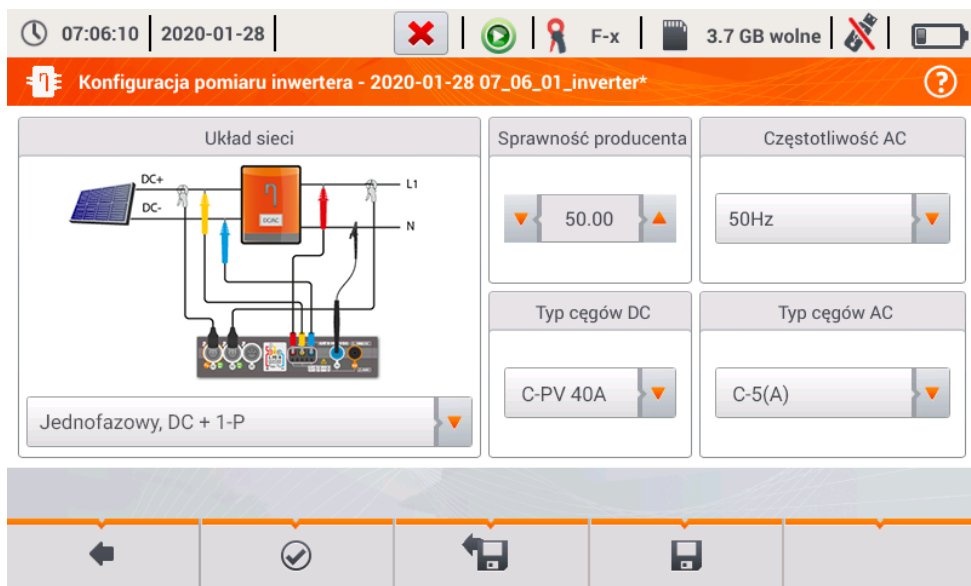 07:06:10 2020-01-28 F-x 3.7 GB wolne
Konfiguracja pomiaru inwertera - 2020-01-28 07_06_01_inverter*
?
Układ sieci
DC+
DC-
DC/AC
L1
N
Jednofazowy, DC + 1-P
Sprawność producenta
50.00
Częstotliwość AC
50Hz
Typ cęgów DC
C-PV 40A
Typ cęgów AC
C-5(A)